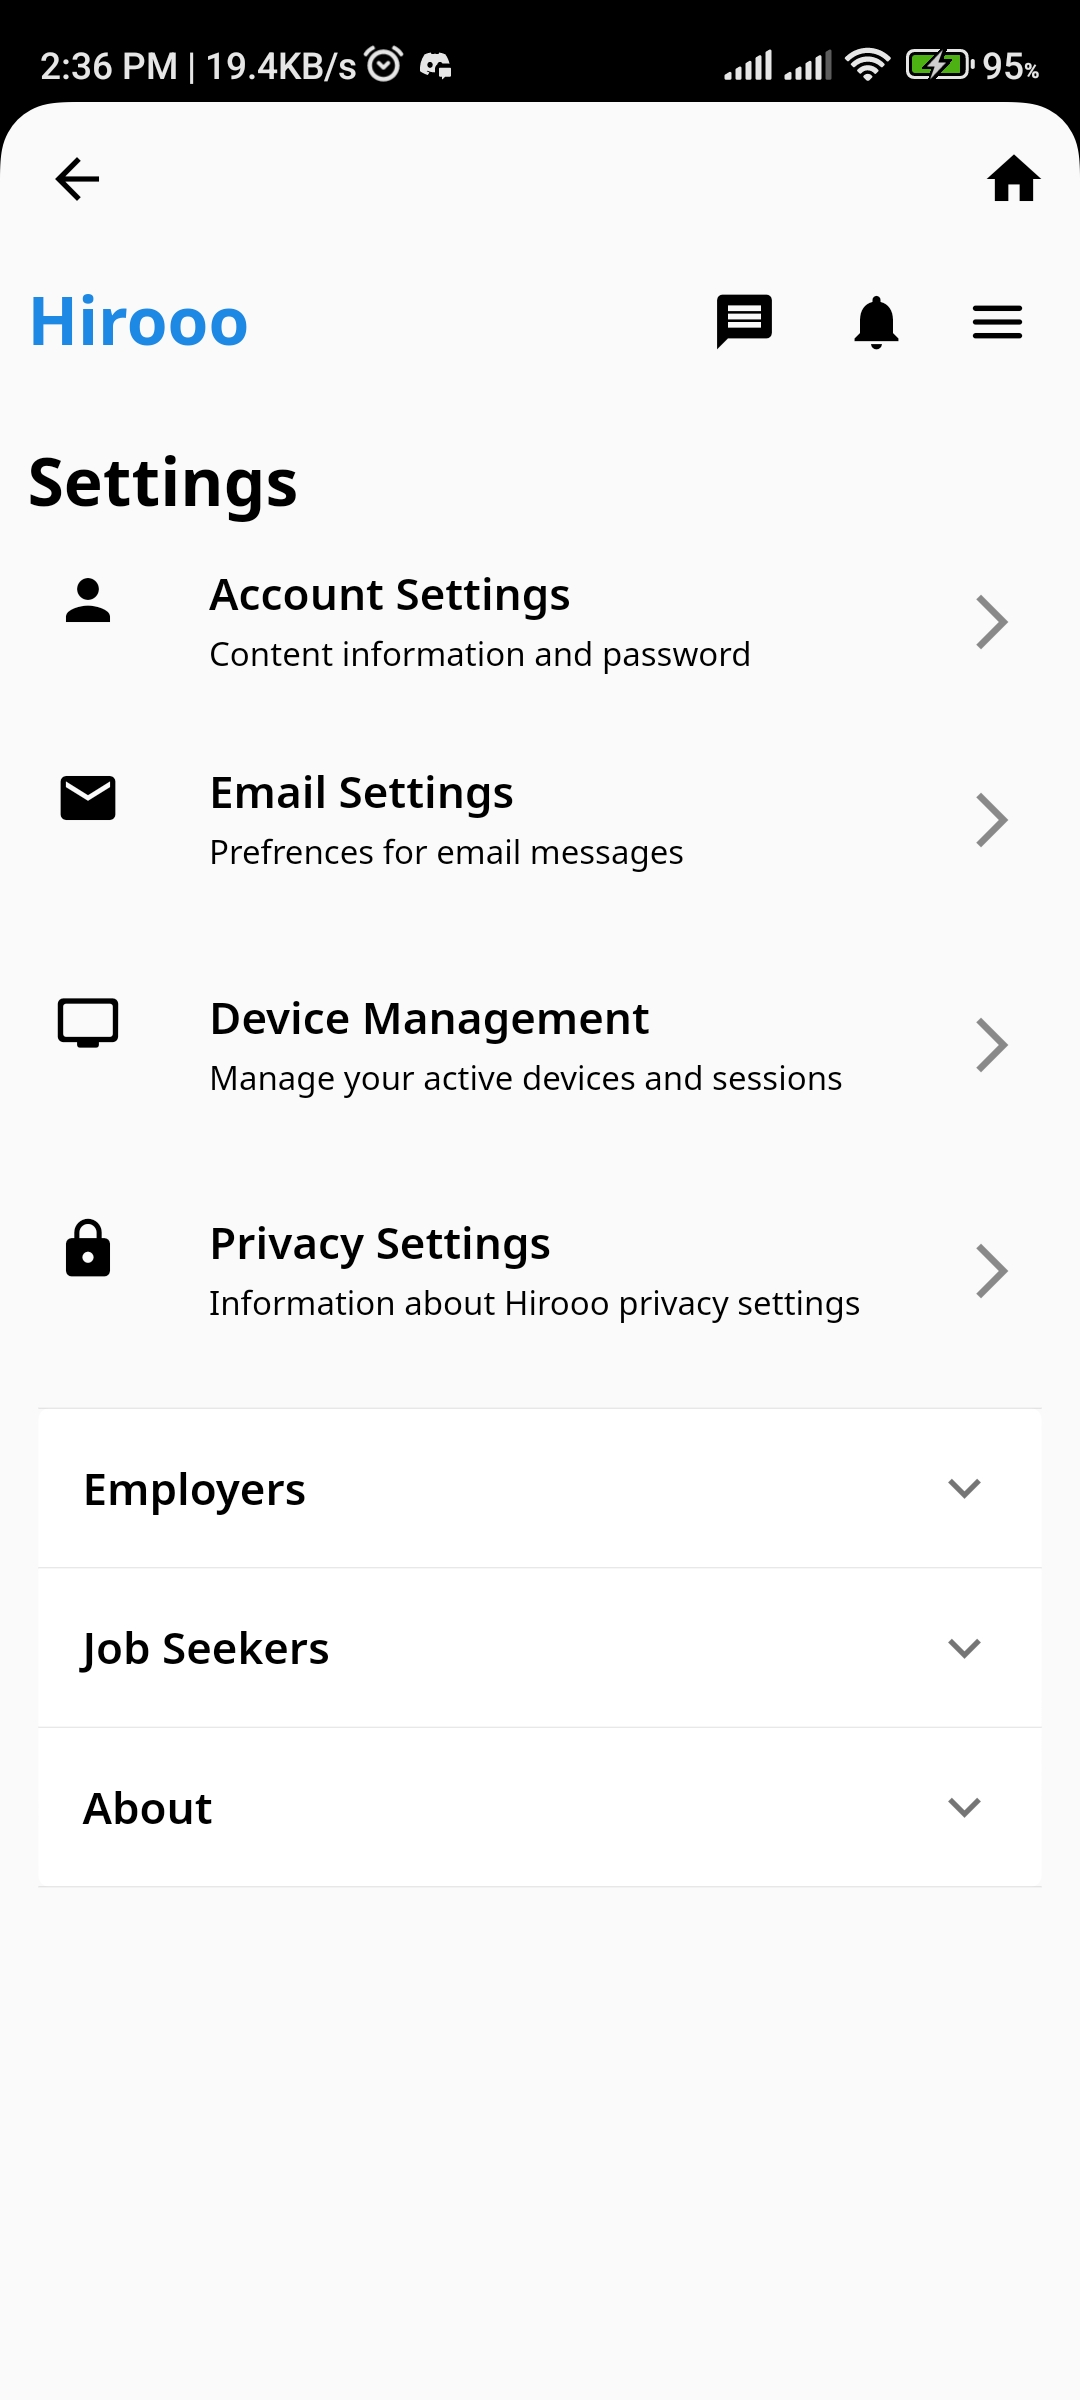 2:36 PM | 19.4KB/s 95%
Hirooo
Settings
Account Settings
Content information and password
Email Settings
Prefrences for email messages
Device Management
Manage your active devices and sessions
Privacy Settings
Information about Hirooo privacy settings
Employers
Job Seekers
About